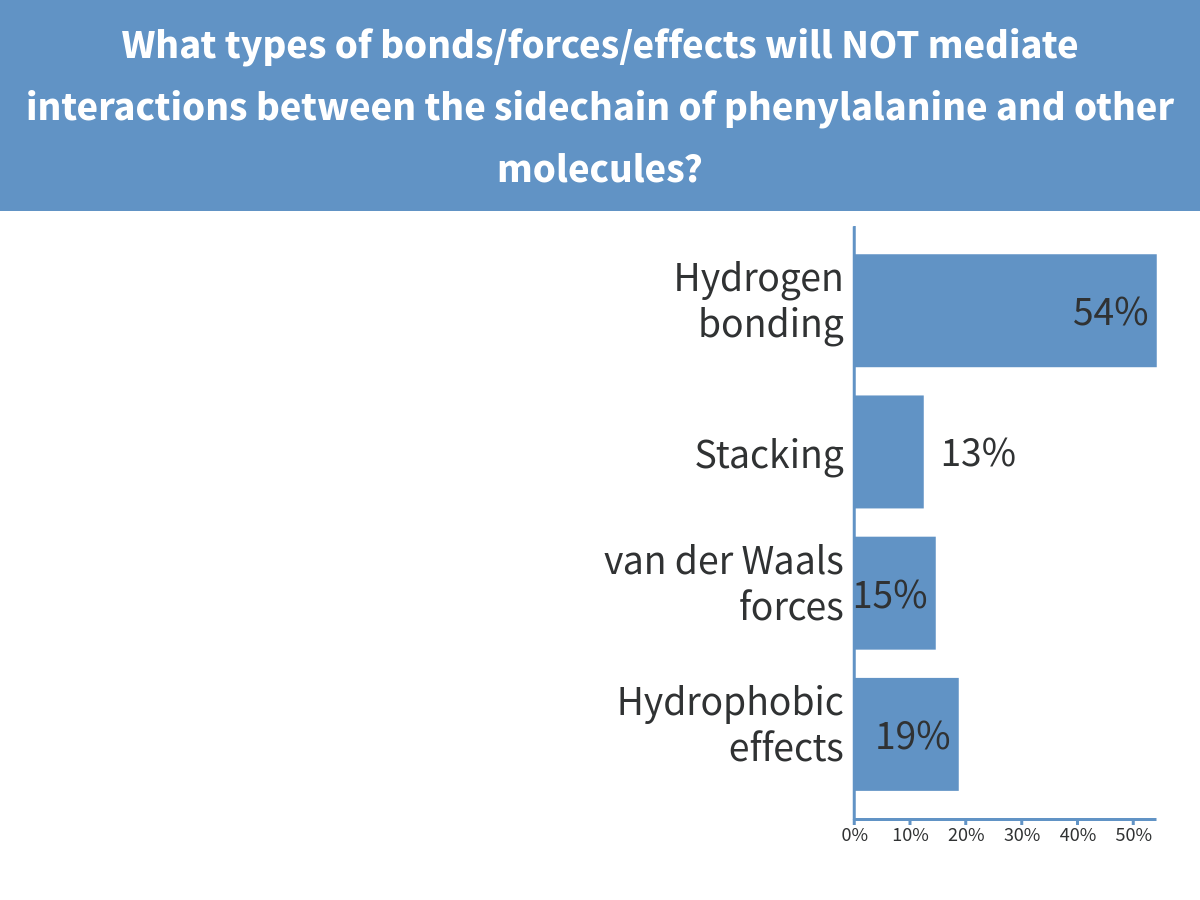 What types of bonds/forces/effects will NOT mediate
interactions between the sidechain of phenylalanine and other
molecules?
Hydrogen
bonding
54%
Stacking
13%
van der Waals
forces
15%
Hydrophobic
effects
19%
0% 10% 20% 30% 40% 50%